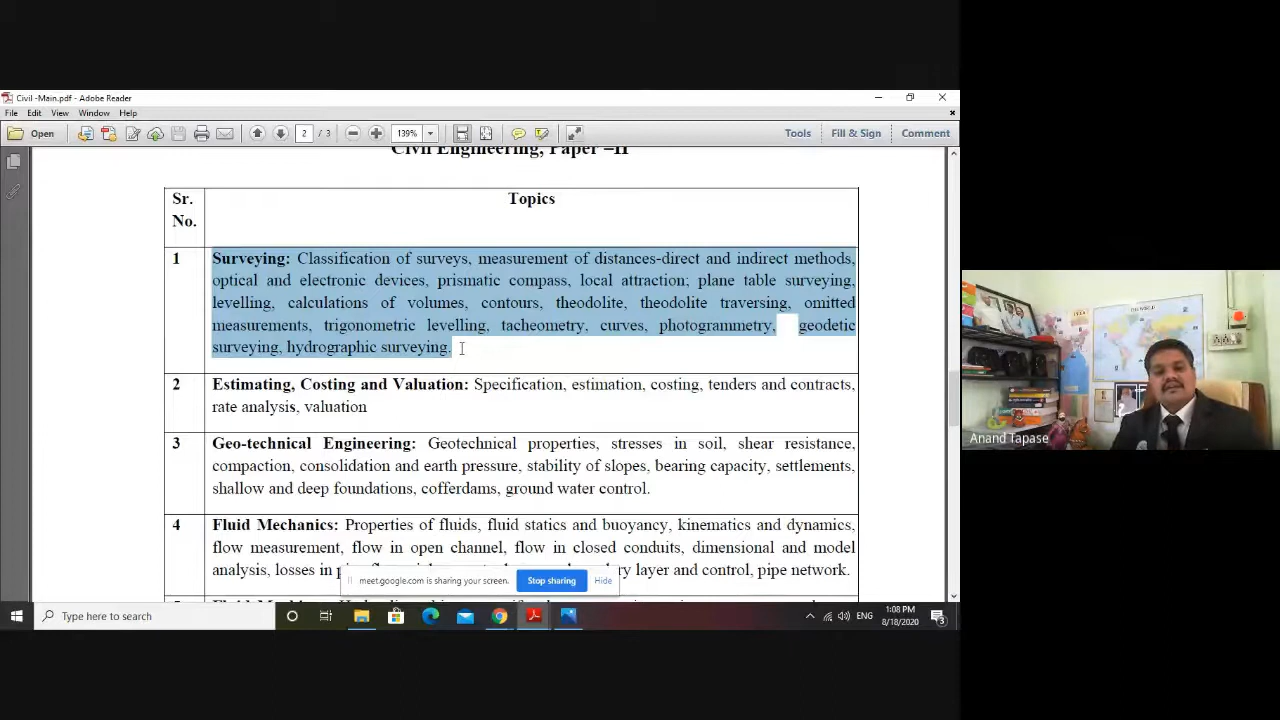 Civil -Main.pdf - Adobe Reader
File Edit View Window Help
Open 2 / 3 139% Tools Fill & Sign Comment
Civil Engineering, Paper –II
Sr. No. Topics
1 Surveying: Classification of surveys, measurement of distances-direct and indirect methods,
optical and electronic devices, prismatic compass, local attraction; plane table surveying,
levelling, calculations of volumes, contours, theodolite, theodolite traversing, omitted
measurements, trigonometric levelling, tacheometry, curves, photogrammetry, geodetic
surveying, hydrographic surveying.
2 Estimating, Costing and Valuation: Specification, estimation, costing, tenders and contracts,
rate analysis, valuation
3 Geo-technical Engineering: Geotechnical properties, stresses in soil, shear resistance,
compaction, consolidation and earth pressure, stability of slopes, bearing capacity, settlements,
shallow and deep foundations, cofferdams, ground water control.
4 Fluid Mechanics: Properties of fluids, fluid statics and buoyancy, kinematics and dynamics,
flow measurement, flow in open channel, flow in closed conduits, dimensional and model
analysis, losses in layer and control, pipe network.
meet.google.com is sharing your screen. Stop sharing Hide
Type here to search
ENG
1:08 PM
8/18/2020
3
THE WORLD
Anand Tapase